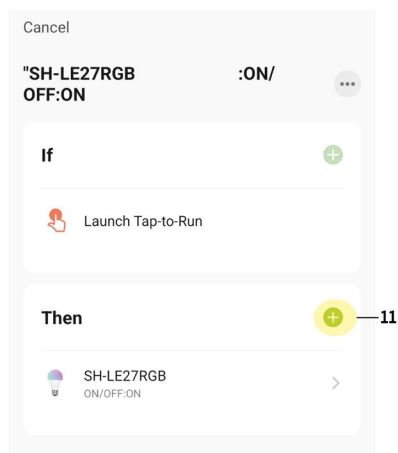 Cancel
"SH-LE27RGB :ON/
OFF:ON
If
Launch Tap-to-Run
Then
11
SH-LE27RGB
ON/OFF:ON